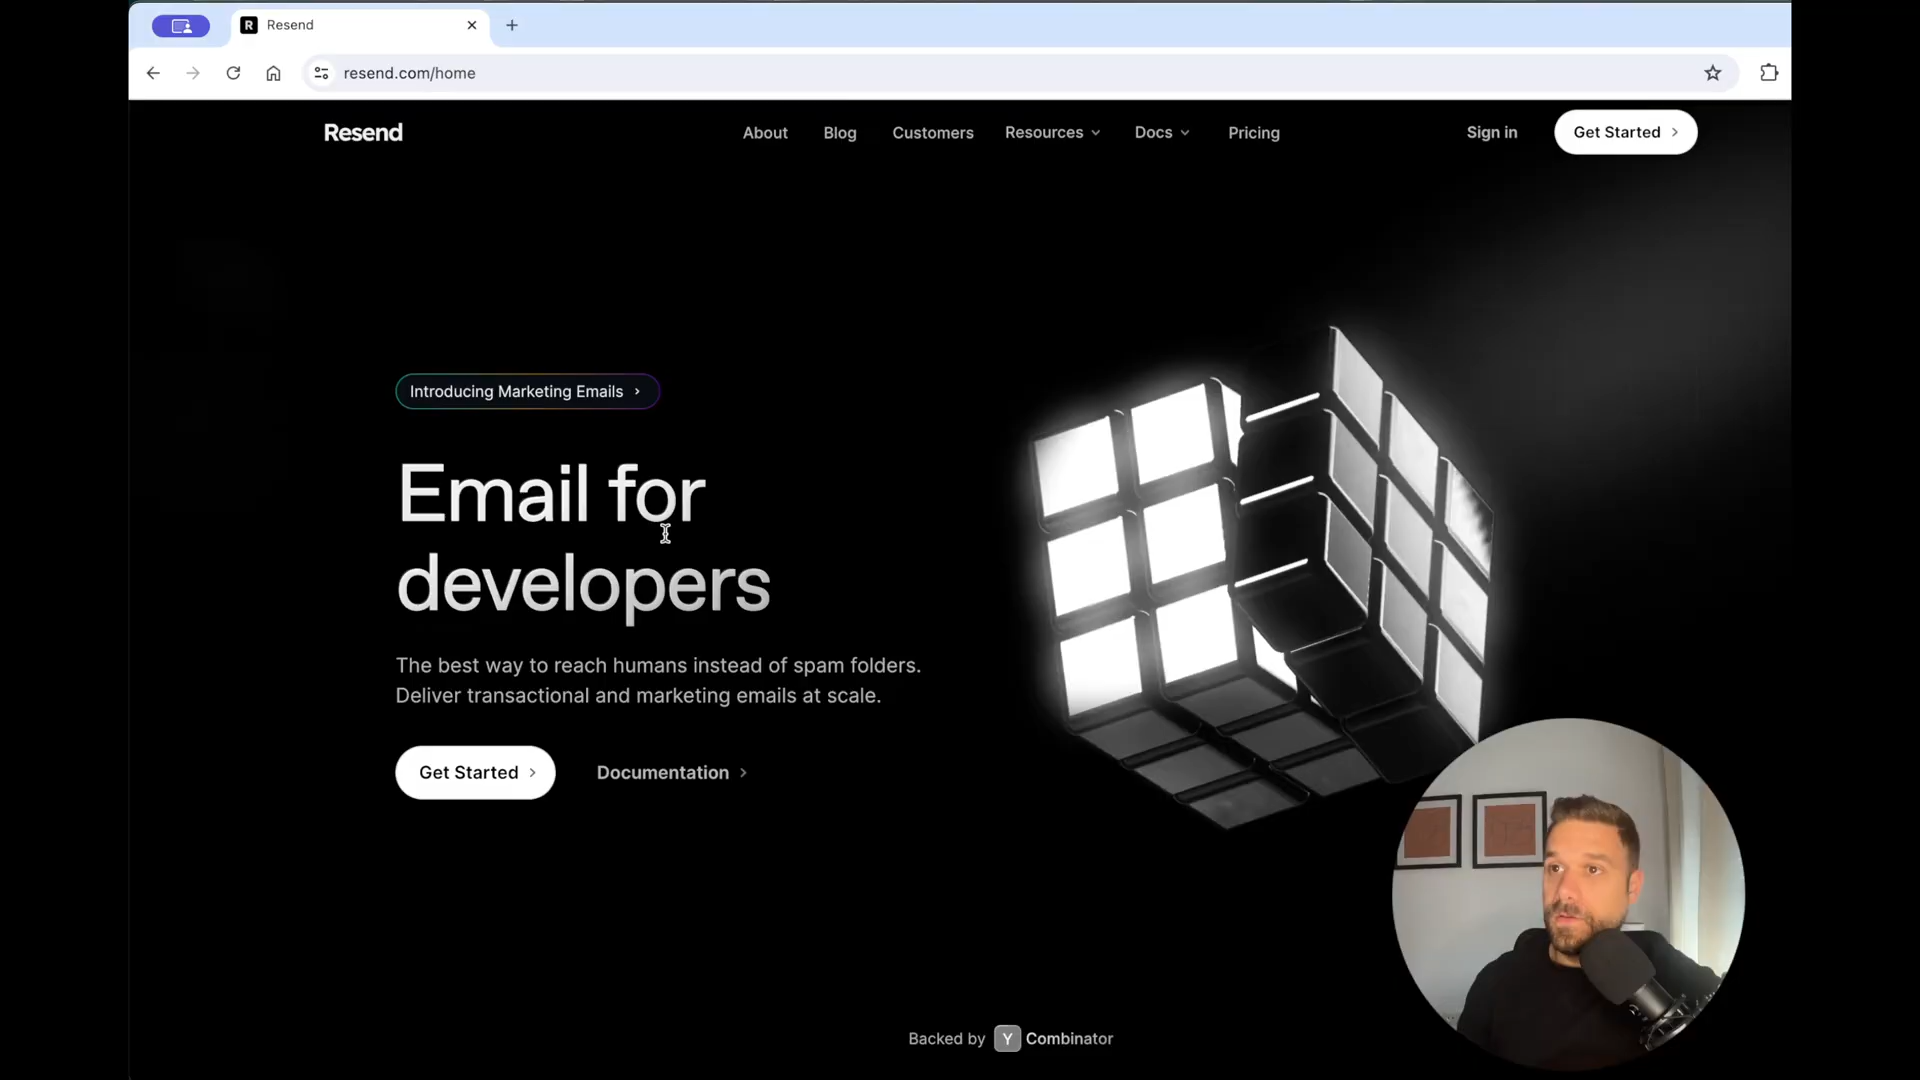 R Resend
resend.com/home
Resend
About Blog Customers Resources Docs Pricing
Sign in Get Started
Introducing Marketing Emails
Email for
developers
The best way to reach humans instead of spam folders.
Deliver transactional and marketing emails at scale.
Get Started Documentation
Backed by Y Combinator